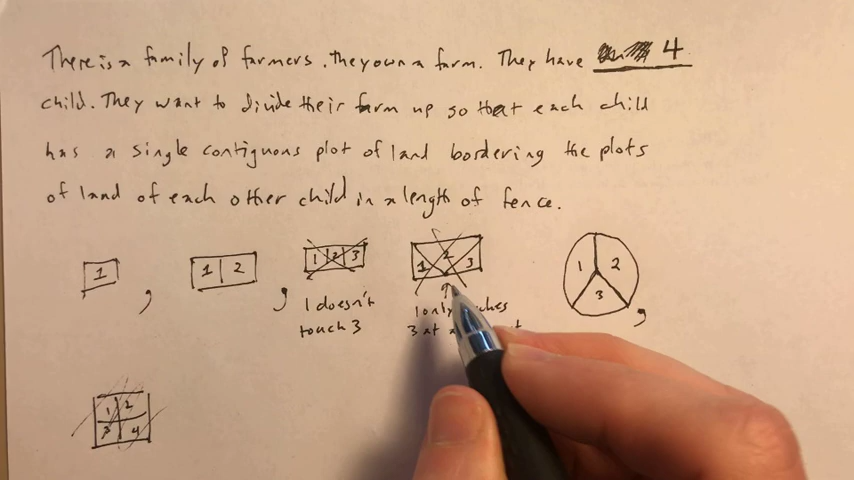 There is a family of farmers. they own a farm. They have 4
child. They want to divide their farm up so that each child
has a single contiguous plot of land bordering the plots
of land of each other child in a length of fence.
1 , 1 2 , 1 2 3 1 2 3 1 2 3 ,
1 doesn't
touch 3
1
3 at
1 2
3 4